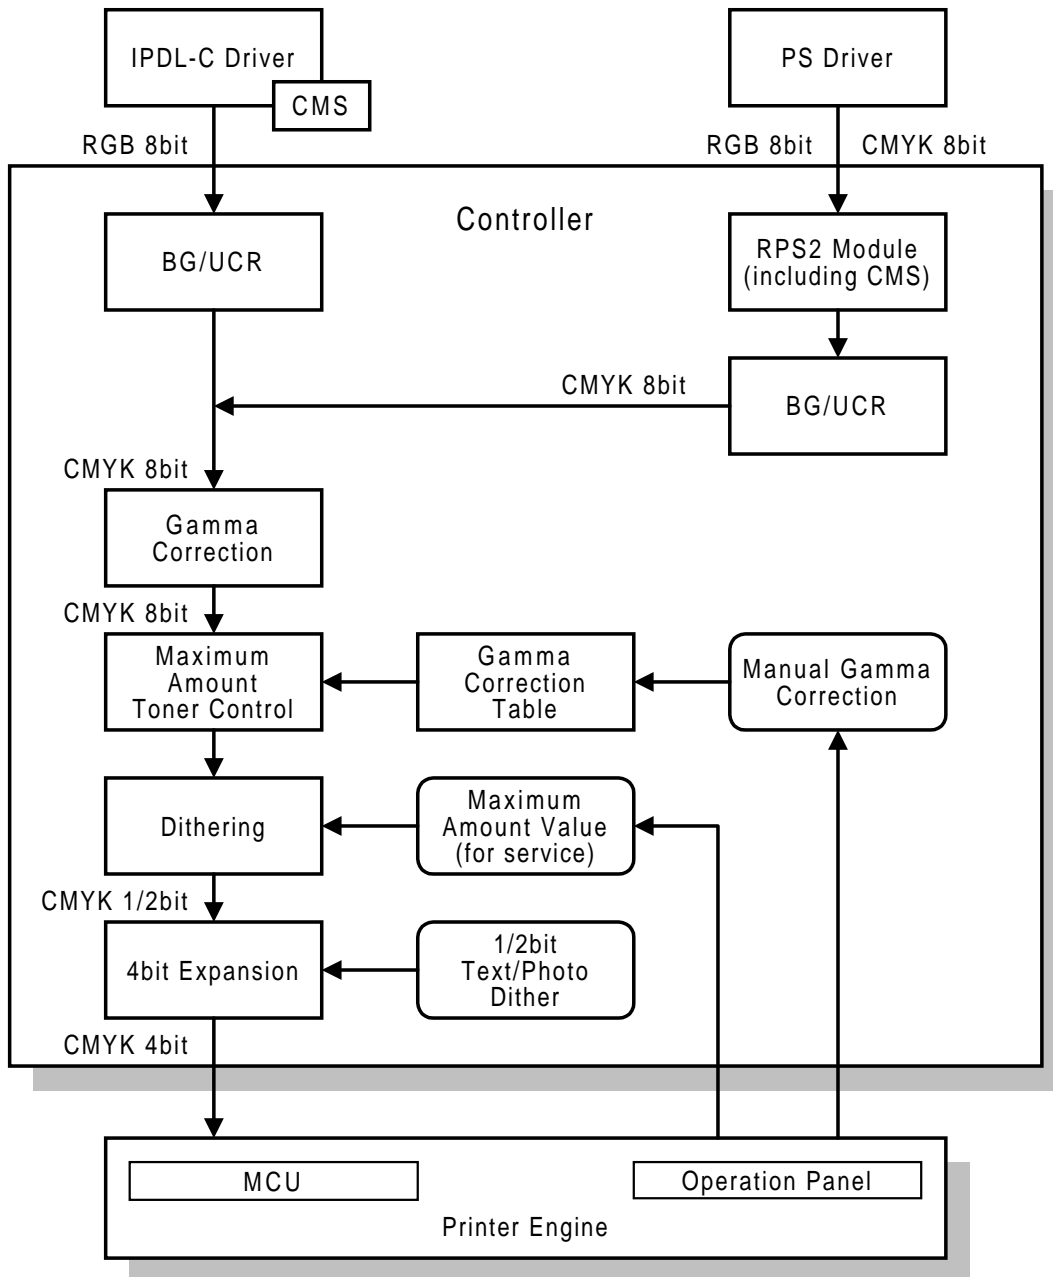 IPDL-C Driver
CMS
PS Driver
RGB 8bit
RGB 8bit
CMYK 8bit
Controller
BG/UCR
RPS2 Module
(including CMS)
CMYK 8bit
BG/UCR
CMYK 8bit
Gamma
Correction
CMYK 8bit
Maximum
Amount
Toner Control
Gamma
Correction
Table
Manual Gamma
Correction
Dithering
Maximum
Amount Value
(for service)
CMYK 1/2bit
4bit Expansion
1/2bit
Text/Photo
Dither
CMYK 4bit
MCU
Operation Panel
Printer Engine